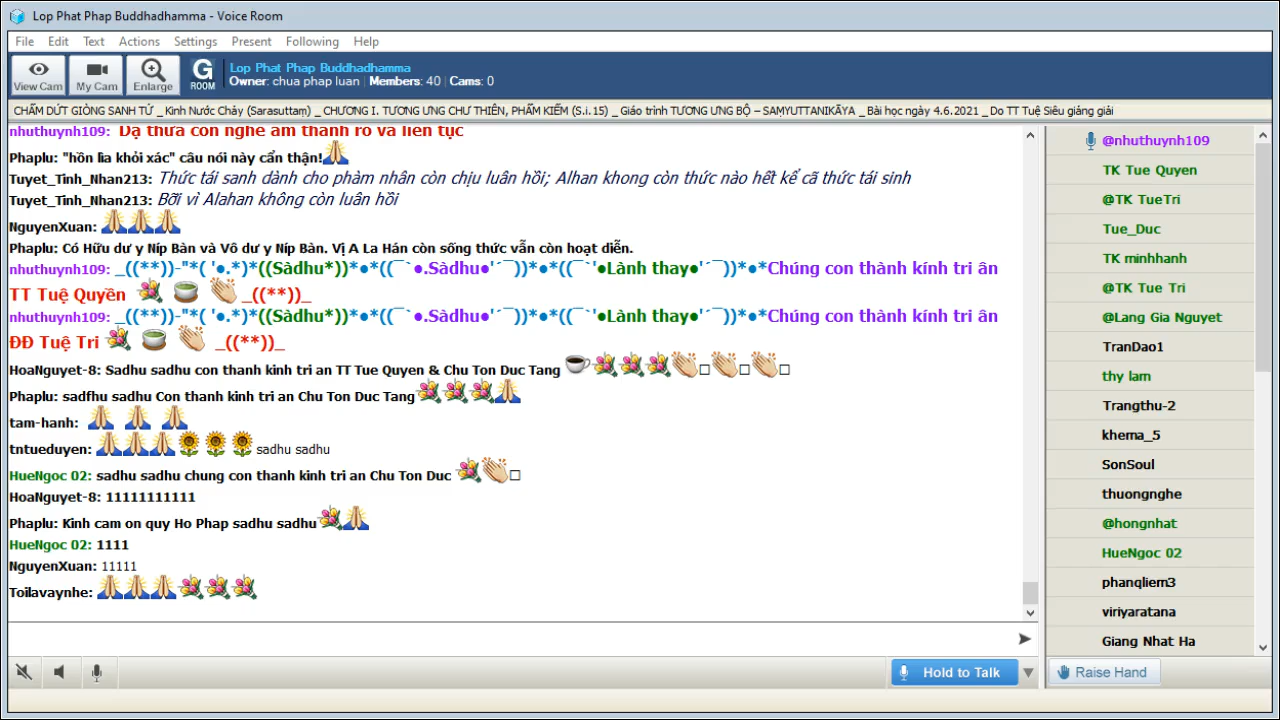 Lop Phat Phap Buddhadhamma - Voice Room
File Edit Text Actions Settings Present Following Help
View Cam My Cam Enlarge G ROOM
Lop Phat Phap Buddhadhamma
Owner: chua phap luan | Members: 40 | Cams: 0
CHẤM DỨT GIÒNG SANH TỬ _ Kinh Nước Chảy (Sarasuttaṃ) _ CHƯƠNG I. TƯƠNG ƯNG CHƯ THIÊN, PHẨM KIẾM (S.i.15) _ Giáo trình TƯƠNG ƯNG BỘ – SAṂYUTTANIKĀYA _ Bài học ngày 4.6.2021 _ Do TT Tuệ Siêu giảng giải
nhuthuynh109: Dạ thưa con nghe âm thanh rõ và liên tục
Phaplu: "hồn lìa khỏi xác" câu nói này cẩn thận!🙏
Tuyet_Tinh_Nhan213: Thức tái sanh dành cho phàm nhân còn chịu luân hồi; Alhan khong còn thức nào hết kể cã thức tái sinh
Tuyet_Tinh_Nhan213: Bỡi vì Alahan không còn luân hồi
NguyenXuan: 🙏🙏🙏
Phaplu: Có Hữu dư y Níp Bàn và Vô dư y Níp Bàn. Vị A La Hán còn sống thức vẫn còn hoạt diễn.
nhuthuynh109: _((**))-"*( '●.*)*((Sàdhu*))*●*((¯`●.Sàdhu●'´¯))*●*((¯`'●Lành thay●'´¯))*●*Chúng con thành kính tri ân
TT Tuệ Quyền 💐 🍵 👏 _((**))_
nhuthuynh109: _((**))-"*( '●.*)*((Sàdhu*))*●*((¯`●.Sàdhu●'´¯))*●*((¯`'●Lành thay●'´¯))*●*Chúng con thành kính tri ân
ĐĐ Tuệ Tri 💐 🍵 👏 _((**))_
HoaNguyet-8: Sadhu sadhu con thanh kinh tri an TT Tue Quyen & Chu Ton Duc Tang ☕💐💐💐👏□👏□👏□
Phaplu: sadfhu sadhu Con thanh kinh tri an Chu Ton Duc Tang💐💐💐🙏
tam-hanh: 🙏 🙏 🙏
tntueduyen: 🙏🙏🙏🌻🌻🌻 sadhu sadhu
HueNgoc 02: sadhu sadhu chung con thanh kinh tri an Chu Ton Duc 💐👏□
HoaNguyet-8: 11111111111
Phaplu: Kinh cam on quy Ho Phap sadhu sadhu💐🙏
HueNgoc 02: 1111
NguyenXuan: 11111
Toilavaynhe: 🙏🙏🙏💐💐💐
Hold to Talk
@nhuthuynh109
TK Tue Quyen
@TK TueTri
Tue_Duc
TK minhhanh
@TK Tue Tri
@Lang Gia Nguyet
TranDao1
thy lam
Trangthu-2
khema_5
SonSoul
thuongnghe
@hongnhat
HueNgoc 02
phanqliem3
viriyaratana
Giang Nhat Ha
Raise Hand